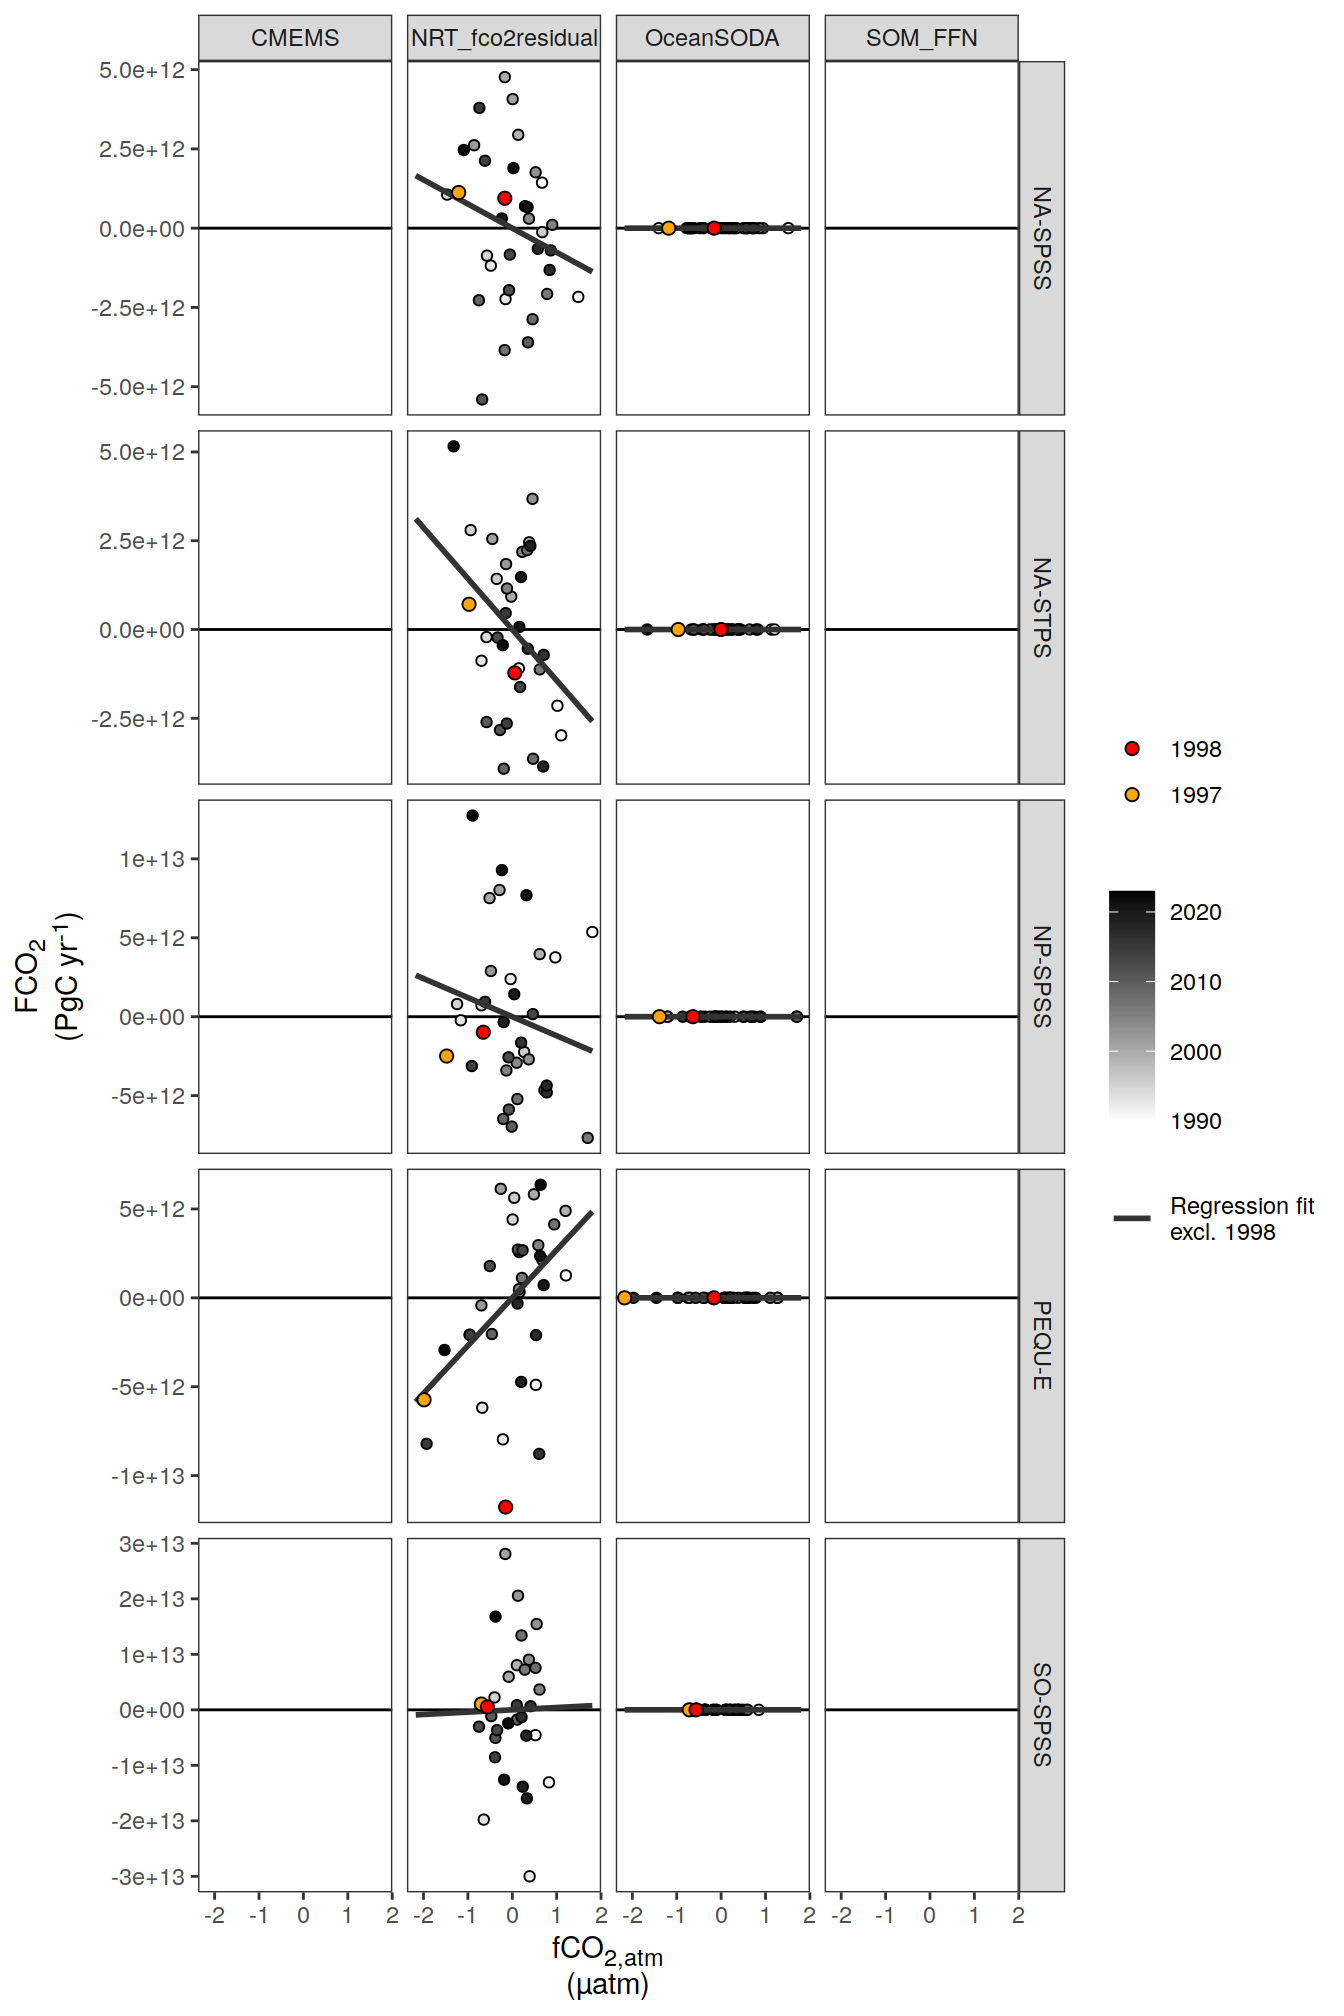 CMEMS NRT_fco2residual OceanSODA SOM_FFN
5.0e+12
2.5e+12
0.0e+00
-2.5e+12
-5.0e+12
NA-SPSS
5.0e+12
2.5e+12
0.0e+00
-2.5e+12
NA-STPS
1e+13
5e+12
0e+00
-5e+12
NP-SPSS
5e+12
0e+00
-5e+12
-1e+13
PEQU-E
3e+13
2e+13
1e+13
0e+00
-1e+13
-2e+13
-3e+13
SO-SPSS
-2 -1 0 1 2 -2 -1 0 1 2 -2 -1 0 1 2 -2 -1 0 1 2
fCO2,atm
(µatm)
FCO2
(PgC yr-1)
1998
1997
2020
2010
2000
1990
Regression fit
excl. 1998